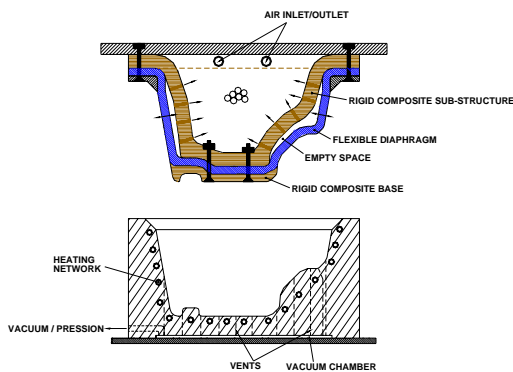 AIR INLET/OUTLET
RIGID COMPOSITE SUB-STRUCTURE
FLEXIBLE DIAPHRAGM
EMPTY SPACE
RIGID COMPOSITE BASE
HEATING
NETWORK
VACUUM / PRESSION
VENTS
VACUUM CHAMBER